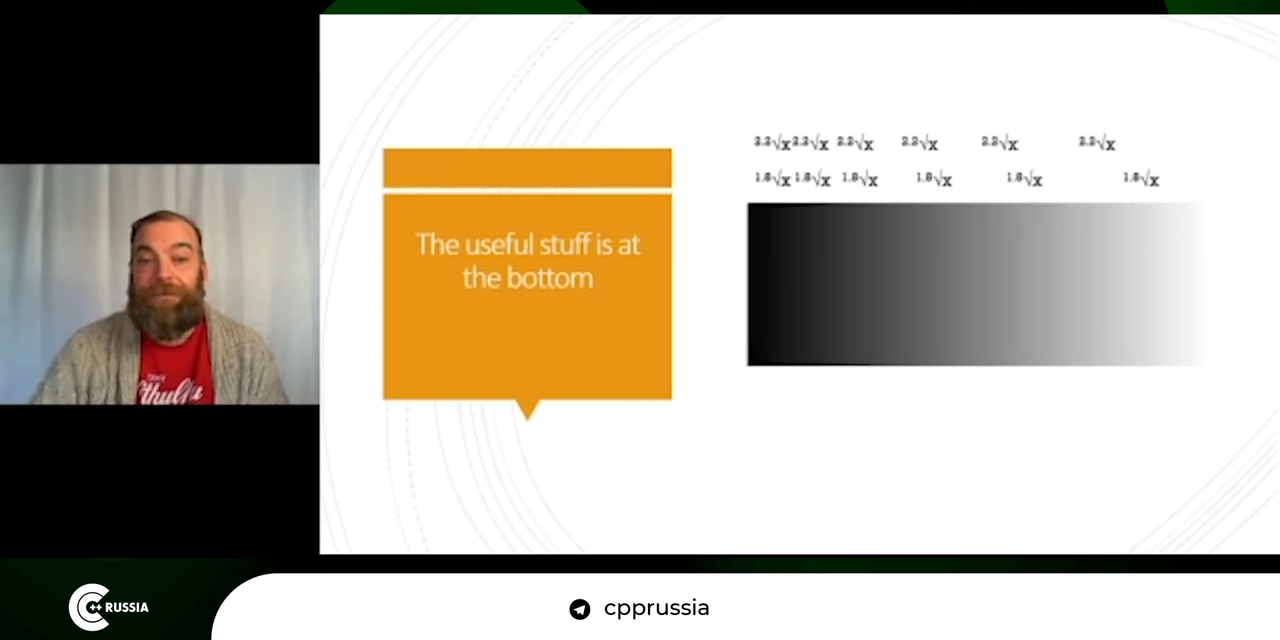 The useful stuff is at
the bottom
2.2√x 2.2√x 2.2√x 2.2√x 2.2√x 2.2√x
1.8√x 1.8√x 1.8√x 1.8√x 1.8√x 1.8√x
C++ RUSSIA
cpprussia